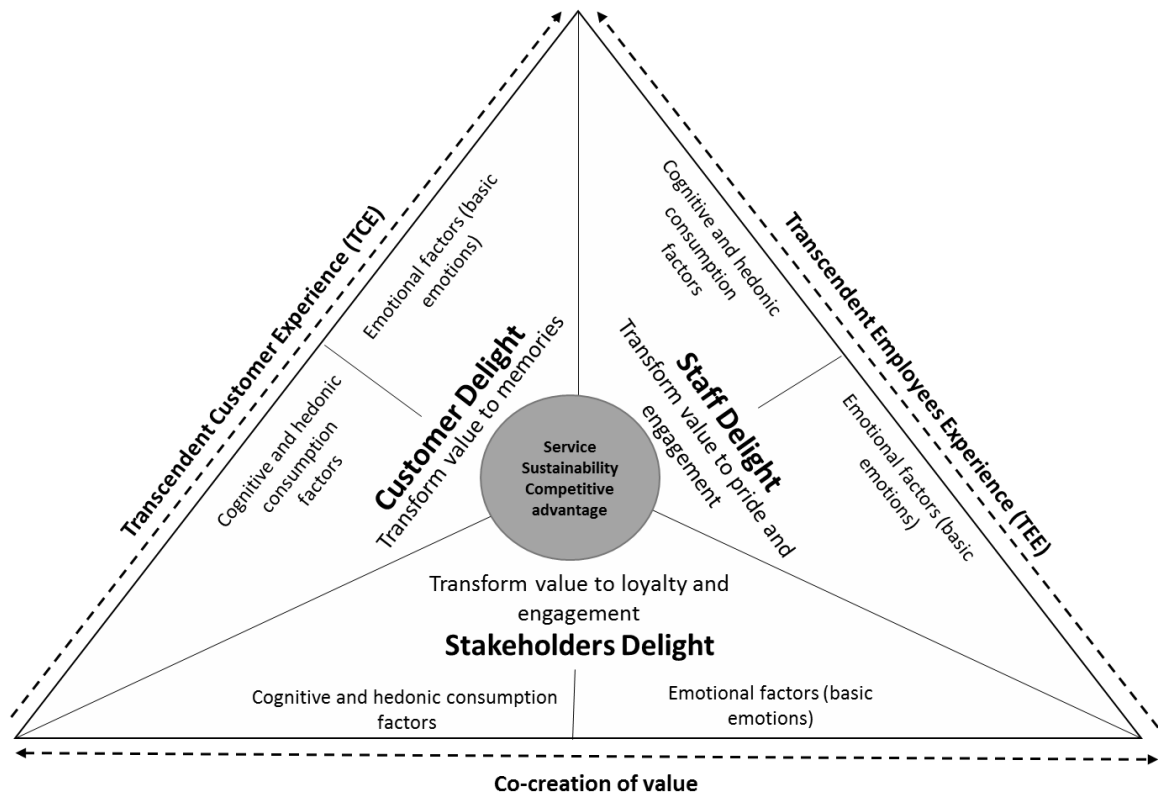 Transcendent Customer Experience (TCE)
Emotional factors (basic
emotions)
Cognitive and hedonic
consumption
factors
Customer Delight
Transform value to memories
Cognitive and hedonic
consumption
factors
Transcendent Employees Experience (TEE)
Emotional factors (basic
emotions)
Staff Delight
Transform value to pride and
engagement
Service
Sustainability
Competitive
advantage
Transform value to loyalty and
engagement
Stakeholders Delight
Cognitive and hedonic consumption
factors
Emotional factors (basic
emotions)
Co-creation of value